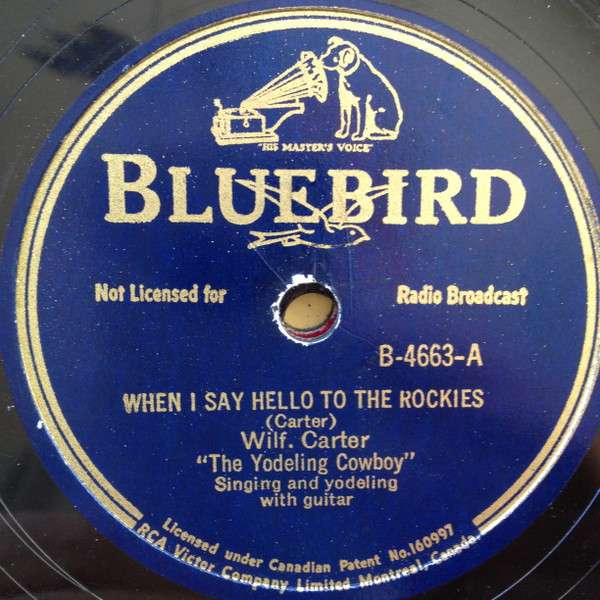 "HIS MASTER'S VOICE"
BLUEBIRD
Not Licensed for Radio Broadcast
B-4663-A
WHEN I SAY HELLO TO THE ROCKIES
(Carter)
Wilf. Carter
"The Yodeling Cowboy"
Singing and yodeling
with guitar
Licensed under Canadian Patent No.160997
RCA Victor Company Limited Montreal, Canada.